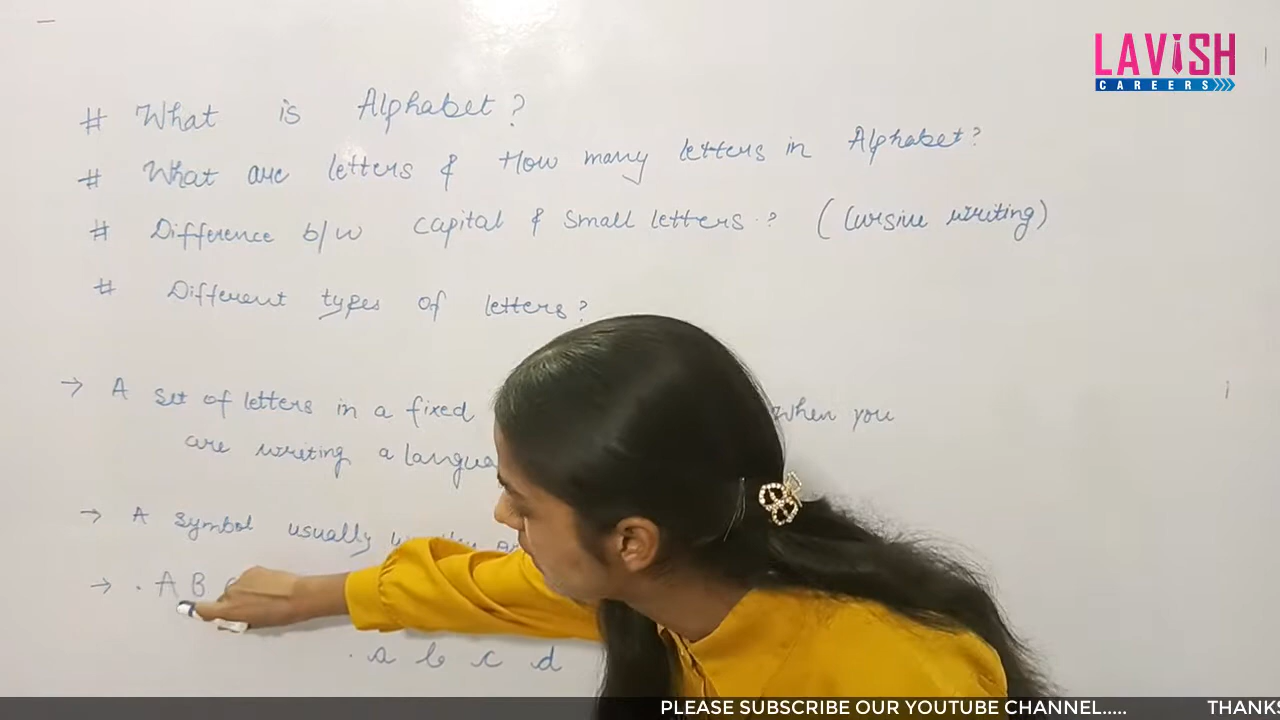 LAVISH
CAREERS
# What is Alphabet?
# What are letters & How many letters in Alphabet?
# Difference b/w capital & small letters.? (Cursive writing)
# Different types of letters?
→ A set of letters in a fixed When you
are writing a langua
→ A symbol usually
→ . A B
. a b c d
PLEASE SUBSCRIBE OUR YOUTUBE CHANNEL..... THANKS